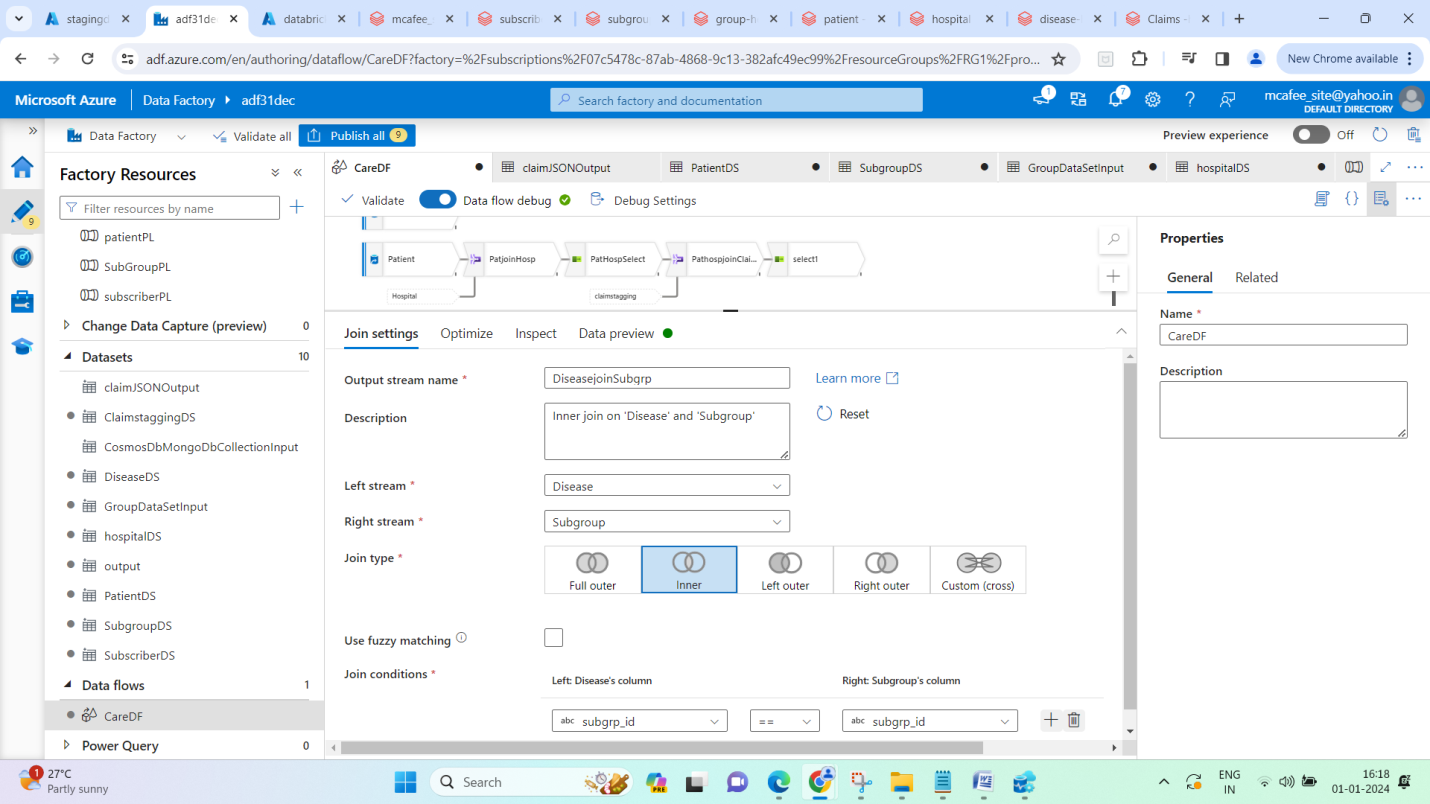 stagingd
adf31dec
databric
mcafee_
subscrib
subgrou
group-h
patient -
hospital
disease-
Claims -
adf.azure.com/en/authoring/dataflow/CareDF?factory=%2Fsubscriptions%2F07c5478c-87ab-4868-9c13-382afc49ec99%2FresourceGroups%2FRG1%2Fpro...
New Chrome available
Microsoft Azure
Data Factory
adf31dec
Search factory and documentation
1
7
mcafee_site@yahoo.in
DEFAULT DIRECTORY
Data Factory
Validate all
Publish all 9
Preview experience
Off
9
Factory Resources
Filter resources by name
patientPL
SubGroupPL
subscriberPL
Change Data Capture (preview) 0
Datasets 10
claimJSONOutput
ClaimstaggingDS
CosmosDbMongoDbCollectionInput
DiseaseDS
GroupDataSetInput
hospitalDS
output
PatientDS
SubgroupDS
SubscriberDS
Data flows 1
CareDF
Power Query 0
CareDF
claimJSONOutput
PatientDS
SubgroupDS
GroupDataSetInput
hospitalDS
Validate
Data flow debug
Debug Settings
Patient
PatjoinHosp
PatHospSelect
PathospjoinClai...
select1
Hospital
claimstagging
Join settings
Optimize
Inspect
Data preview
Output stream name *
DiseasejoinSubgrp
Learn more
Description
Inner join on 'Disease' and 'Subgroup'
Reset
Left stream *
Disease
Right stream *
Subgroup
Join type *
Full outer
Inner
Left outer
Right outer
Custom (cross)
Use fuzzy matching
Join conditions *
Left: Disease's column
Right: Subgroup's column
abc subgrp_id
==
abc subgrp_id
Properties
General
Related
Name *
CareDF
Description
1
27°C
Partly sunny
Search
PRE
ENG
IN
16:18
01-01-2024